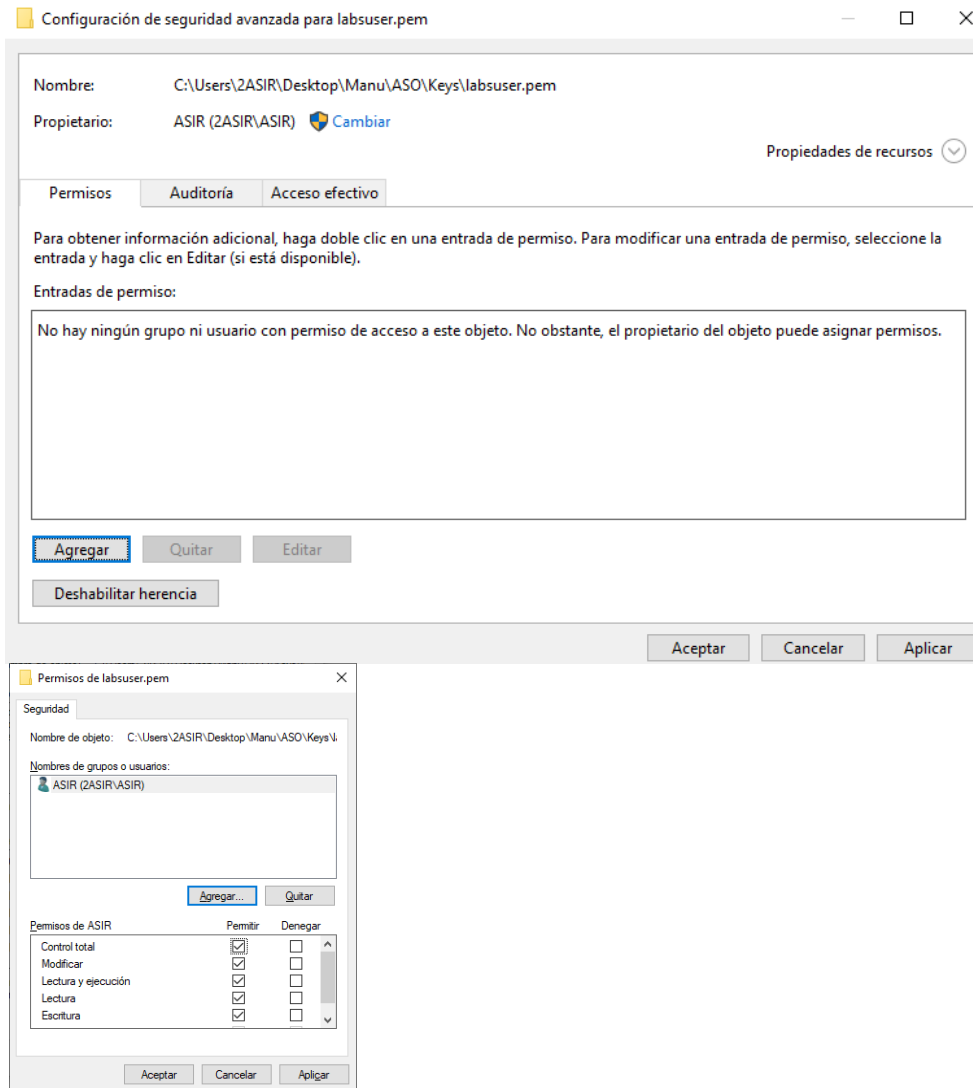 Configuración de seguridad avanzada para labsuser.pem
Nombre: C:\Users\2ASIR\Desktop\Manu\ASO\Keys\labsuser.pem
Propietario: ASIR (2ASIR\ASIR) Cambiar
Propiedades de recursos
Permisos Auditoría Acceso efectivo
Para obtener información adicional, haga doble clic en una entrada de permiso. Para modificar una entrada de permiso, seleccione la
entrada y haga clic en Editar (si está disponible).
Entradas de permiso:
No hay ningún grupo ni usuario con permiso de acceso a este objeto. No obstante, el propietario del objeto puede asignar permisos.
Agregar Quitar Editar
Deshabilitar herencia
Aceptar Cancelar Aplicar
Permisos de labsuser.pem
Seguridad
Nombre de objeto: C:\Users\2ASIR\Desktop\Manu\ASO\Keys\
Nombres de grupos o usuarios:
ASIR (2ASIR\ASIR)
Agregar... Quitar
Permisos de ASIR Permitir Denegar
Control total
Modificar
Lectura y ejecución
Lectura
Escritura
Aceptar Cancelar Aplicar